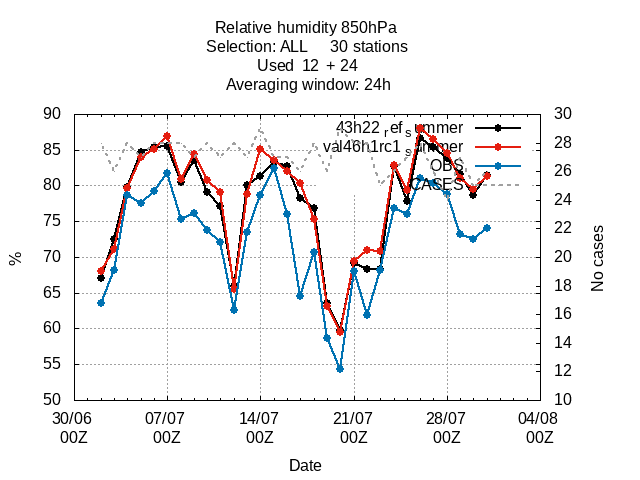 Relative humidity 850hPa
Selection: ALL 30 stations
Used 12 + 24
Averaging window: 24h
90
85
80
75
70
65
60
55
50
%
30
28
26
24
22
20
18
16
14
12
10
No cases
43h22refsummer
val46h1rc1summer
OBS
CASES
30/06 07/07 14/07 21/07 28/07 04/08
00Z 00Z 00Z 00Z 00Z 00Z
Date